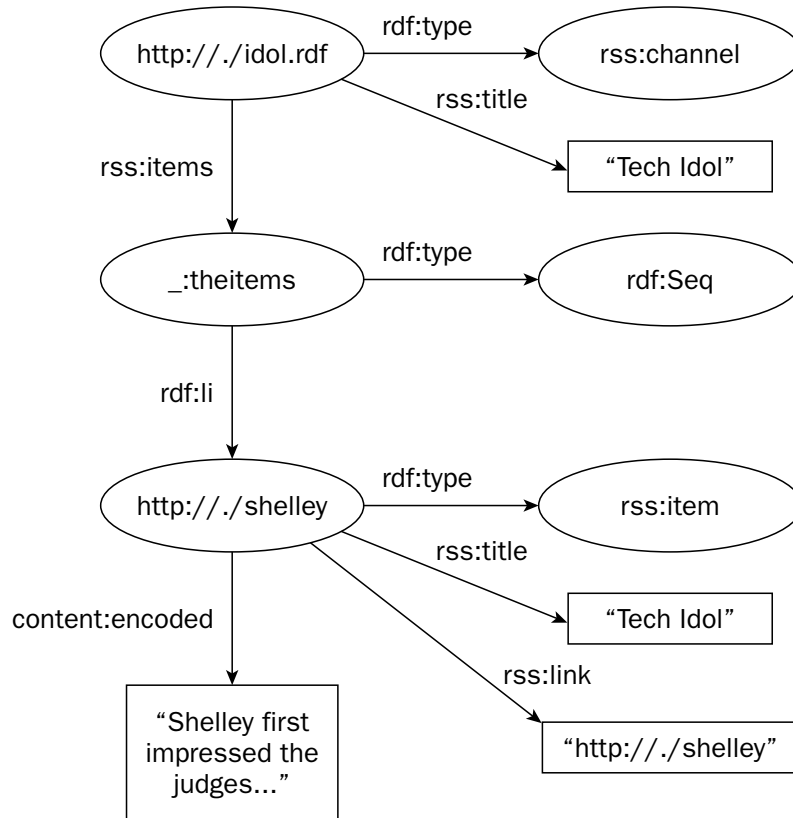 rdf:type
http://./idol.rdf
rss:channel
rss:title
rss:items
“Tech Idol”
rdf:type
_:theitems
rdf:Seq
rdf:li
rdf:type
http://./shelley
rss:item
rss:title
content:encoded
“Tech Idol”
rss:link
“Shelley first
impressed the
judges...”
“http://./shelley”